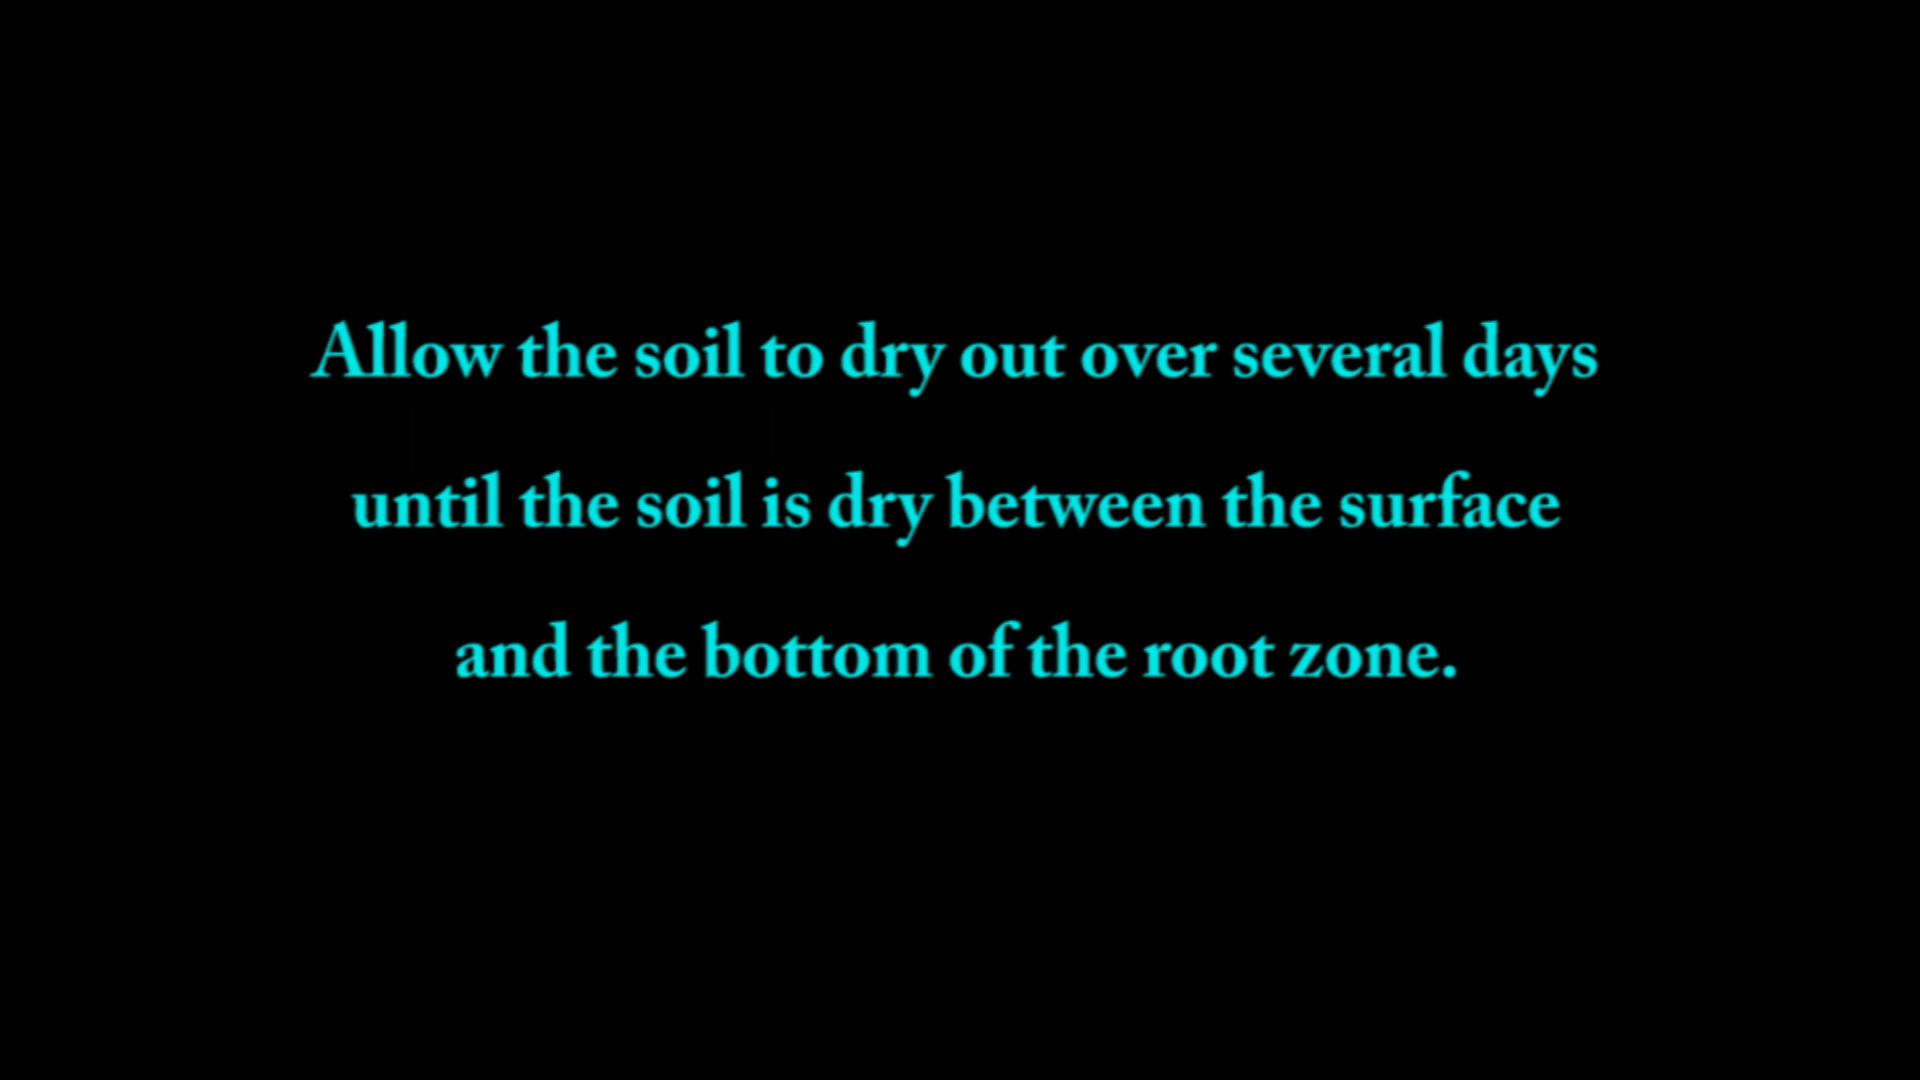 Allow the soil to dry out over several days
until the soil is dry between the surface
and the bottom of the root zone.